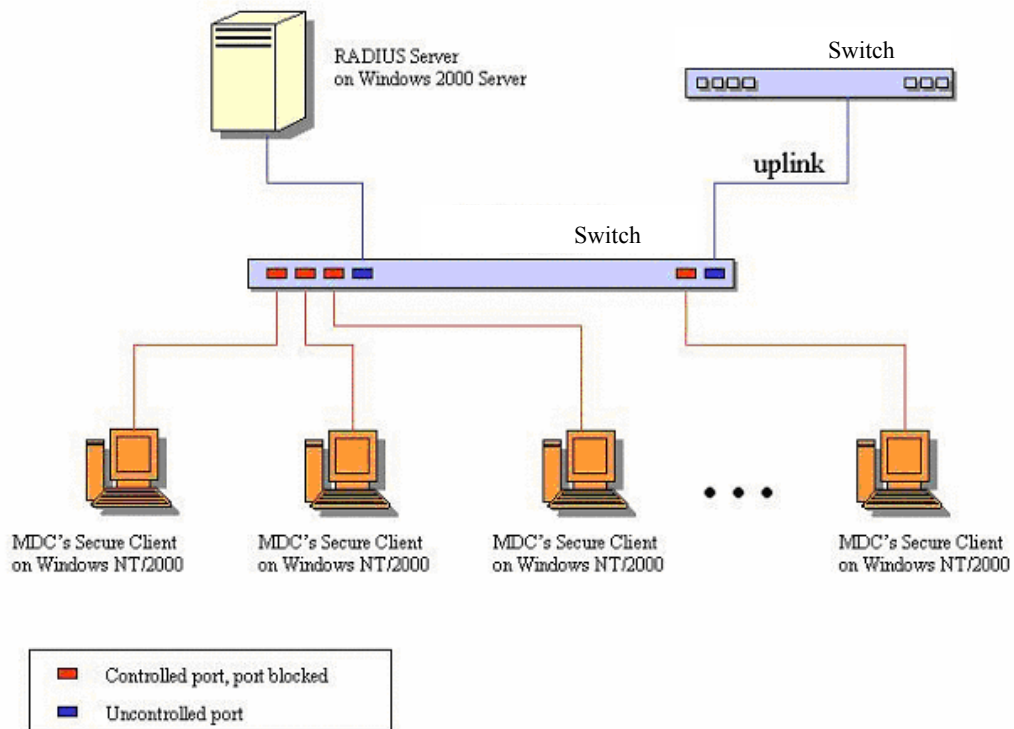 RADIUS Server
on Windows 2000 Server
Switch
uplink
Switch
MDC's Secure Client
on Windows NT/2000
MDC's Secure Client
on Windows NT/2000
MDC's Secure Client
on Windows NT/2000
MDC's Secure Client
on Windows NT/2000
Controlled port, port blocked
Uncontrolled port